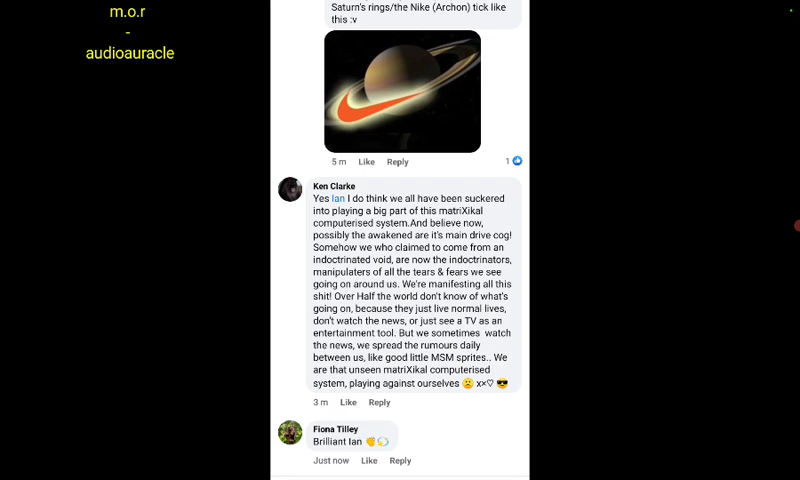 m.o.r
-
audioauracle
Saturn's rings/the Nike (Archon) tick like
this :v
5 m Like Reply 1
Ken Clarke
Yes Ian I do think we all have been suckered
into playing a big part of this matriXikal
computerised system.And believe now,
possibly the awakened are it's main drive cog!
Somehow we who claimed to come from an
indoctrinated void, are now the indoctrinators,
manipulaters of all the tears & fears we see
going on around us. We're manifesting all this
shit! Over Half the world don't know of what's
going on, because they just live normal lives,
don't watch the news, or just see a TV as an
entertainment tool. But we sometimes watch
the news, we spread the rumours daily
between us, like good little MSM sprites.. We
are that unseen matriXikal computerised
system, playing against ourselves 🙁 x×♡ 😎
3 m Like Reply
Fiona Tilley
Brilliant Ian 👏💫
Just now Like Reply